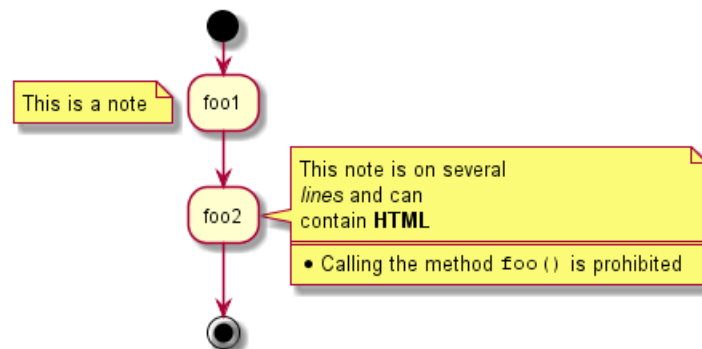 This is a note
foo1
foo2
This note is on several
lines and can
contain HTML
• Calling the method foo() is prohibited